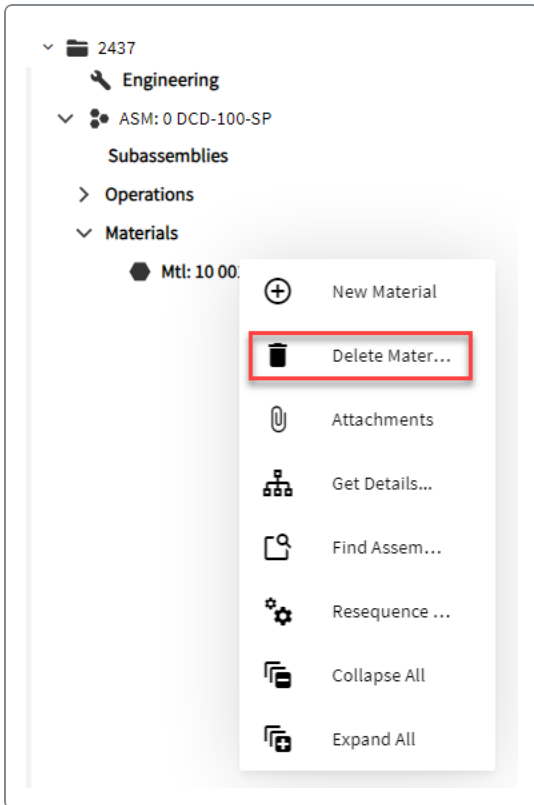 2437
Engineering
ASM: 0 DCD-100-SP
Subassemblies
Operations
Materials
Mtl: 10 00
New Material
Delete Mater...
Attachments
Get Details...
Find Assem...
Resequence ...
Collapse All
Expand All